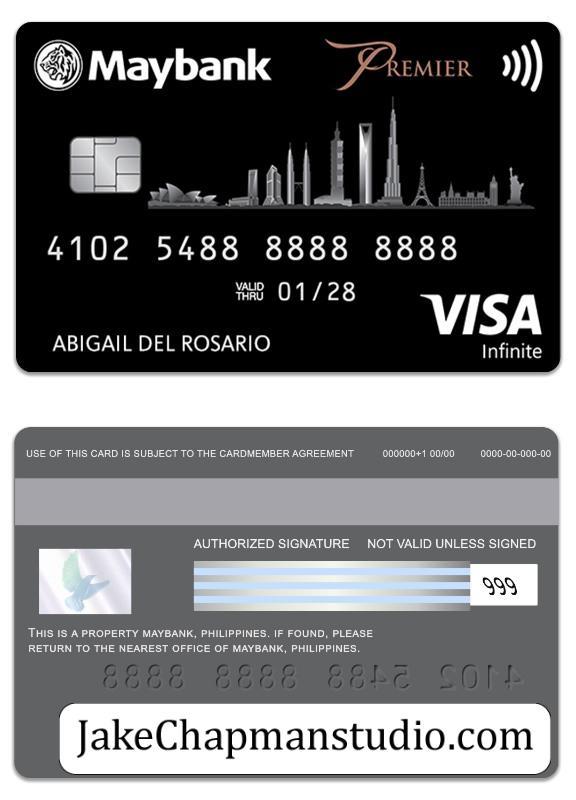 Maybank
PREMIER
4102 5488 8888 8888
VALID THRU 01/28
VISA
Infinite
ABIGAIL DEL ROSARIO
USE OF THIS CARD IS SUBJECT TO THE CARDMEMBER AGREEMENT 000000+1 00/00 0000-00-000-00
AUTHORIZED SIGNATURE NOT VALID UNLESS SIGNED
999
THIS IS A PROPERTY MAYBANK, PHILIPPINES. IF FOUND, PLEASE
RETURN TO THE NEAREST OFFICE OF MAYBANK, PHILIPPINES.
4102 5488 8888 8888
JakeChapmanstudio.com